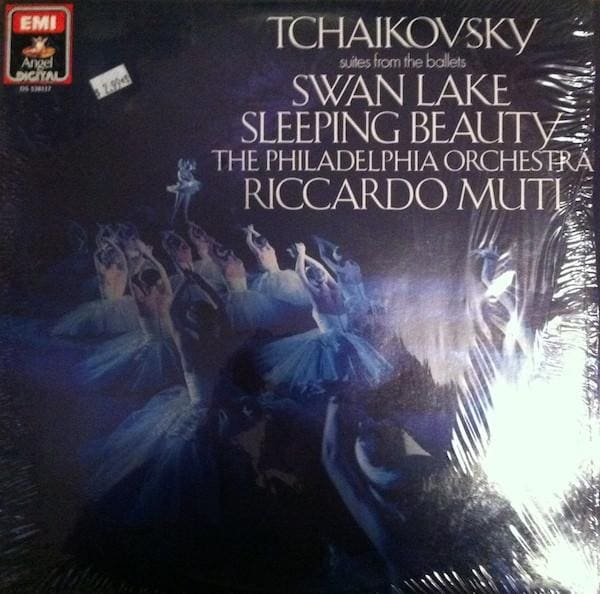 EMI
Angel
DIGITAL
TCHAIKOVSKY
suites from the ballets
SWAN LAKE
SLEEPING BEAUTY
THE PHILADELPHIA ORCHESTRA
RICCARDO MUTI